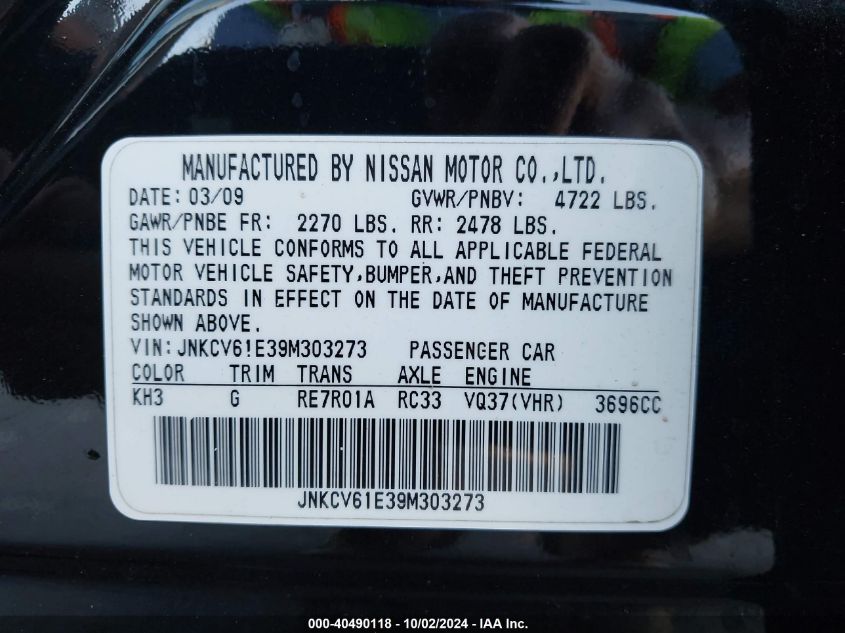 MANUFACTURED BY NISSAN MOTOR CO.,LTD.
DATE: 03/09 GVWR/PNBV: 4722 LBS.
GAWR/PNBE FR: 2270 LBS. RR: 2478 LBS.
THIS VEHICLE CONFORMS TO ALL APPLICABLE FEDERAL
MOTOR VEHICLE SAFETY,BUMPER,AND THEFT PREVENTION
STANDARDS IN EFFECT ON THE DATE OF MANUFACTURE
SHOWN ABOVE.
VIN:JNKCV61E39M303273 PASSENGER CAR
COLOR TRIM TRANS AXLE ENGINE
KH3 G RE7R01A RC33 VQ37(VHR) 3696CC
JNKCV61E39M303273
000-40490118 - 10/02/2024 - IAA Inc.